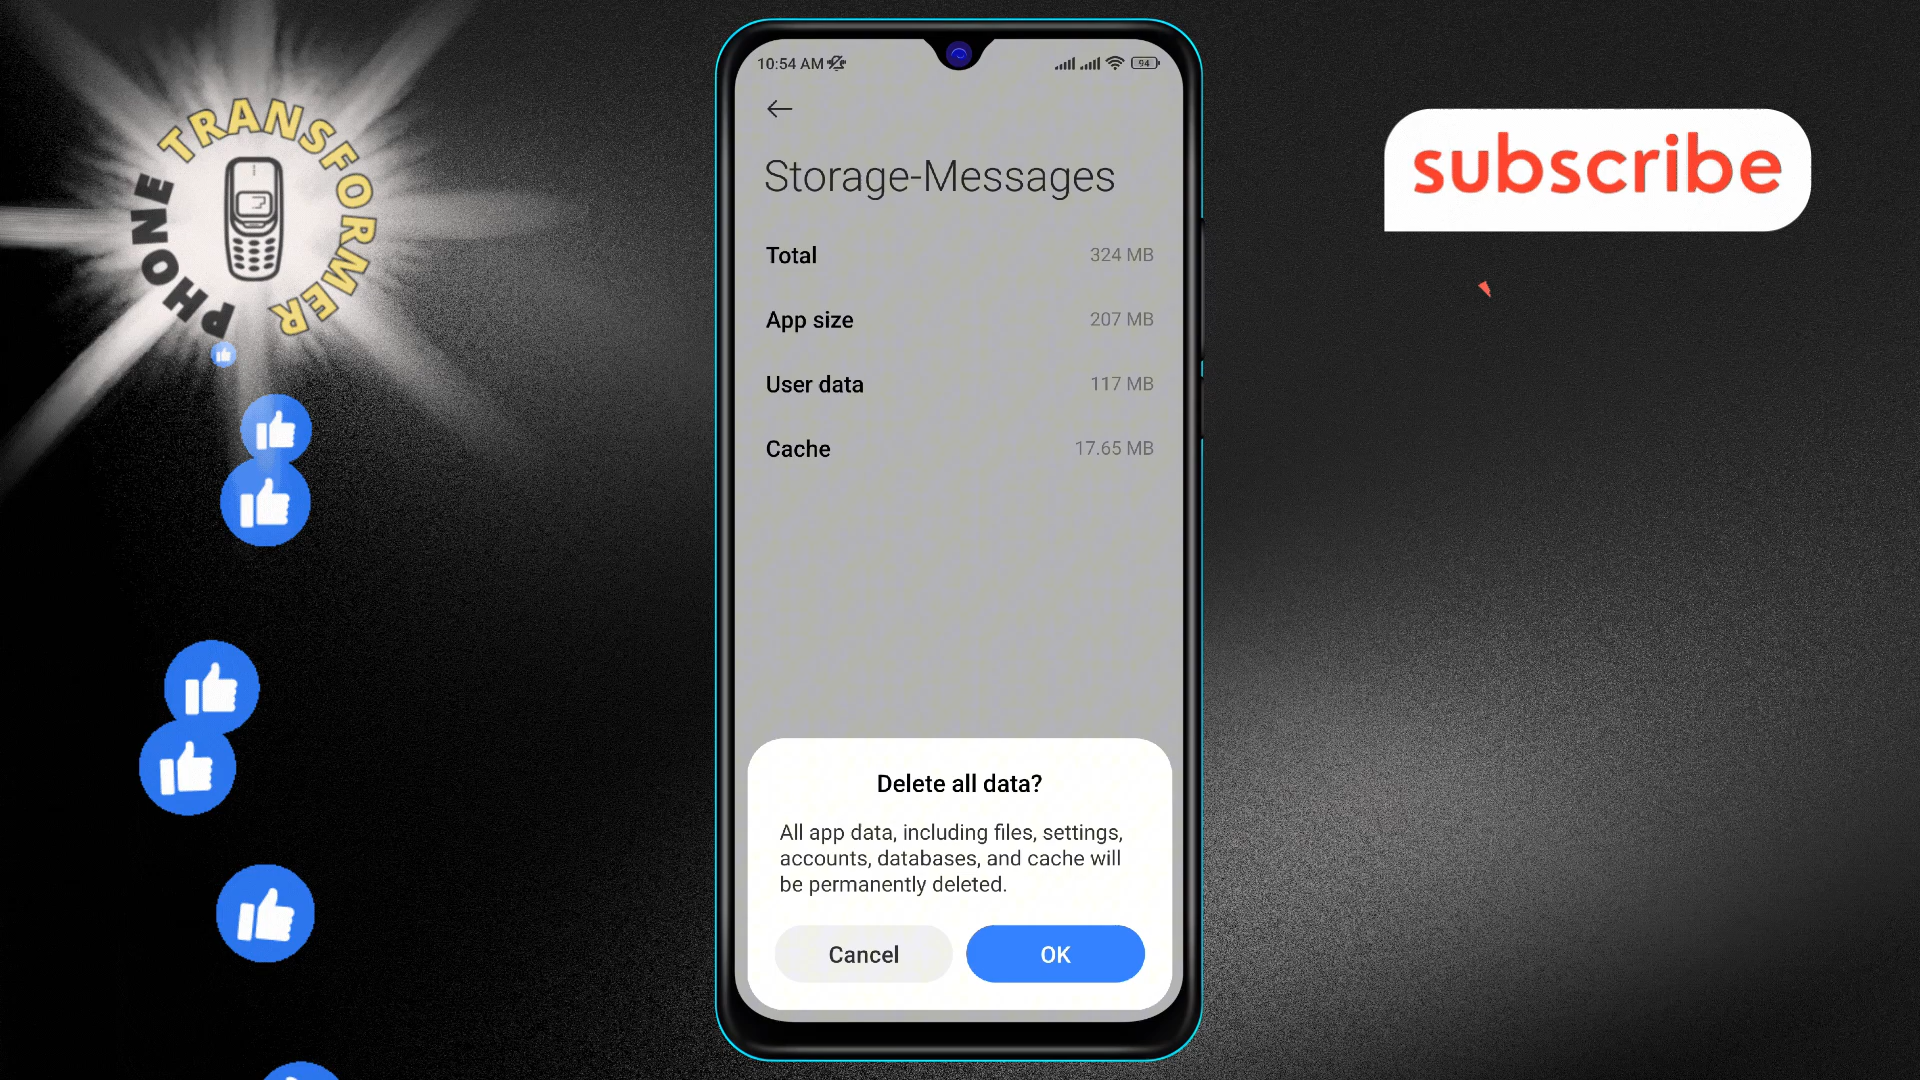 PHONE TRANSFORMER
subscribe
10:54 AM
94
Storage-Messages
Total 324 MB
App size 207 MB
User data 117 MB
Cache 17.65 MB
Delete all data?
All app data, including files, settings,
accounts, databases, and cache will
be permanently deleted.
Cancel OK